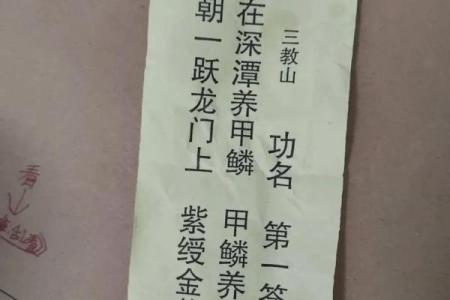 三教山
功名 第一
在深潭养甲鳞 甲鳞养
朝一跃龙门上 紫绶金
看